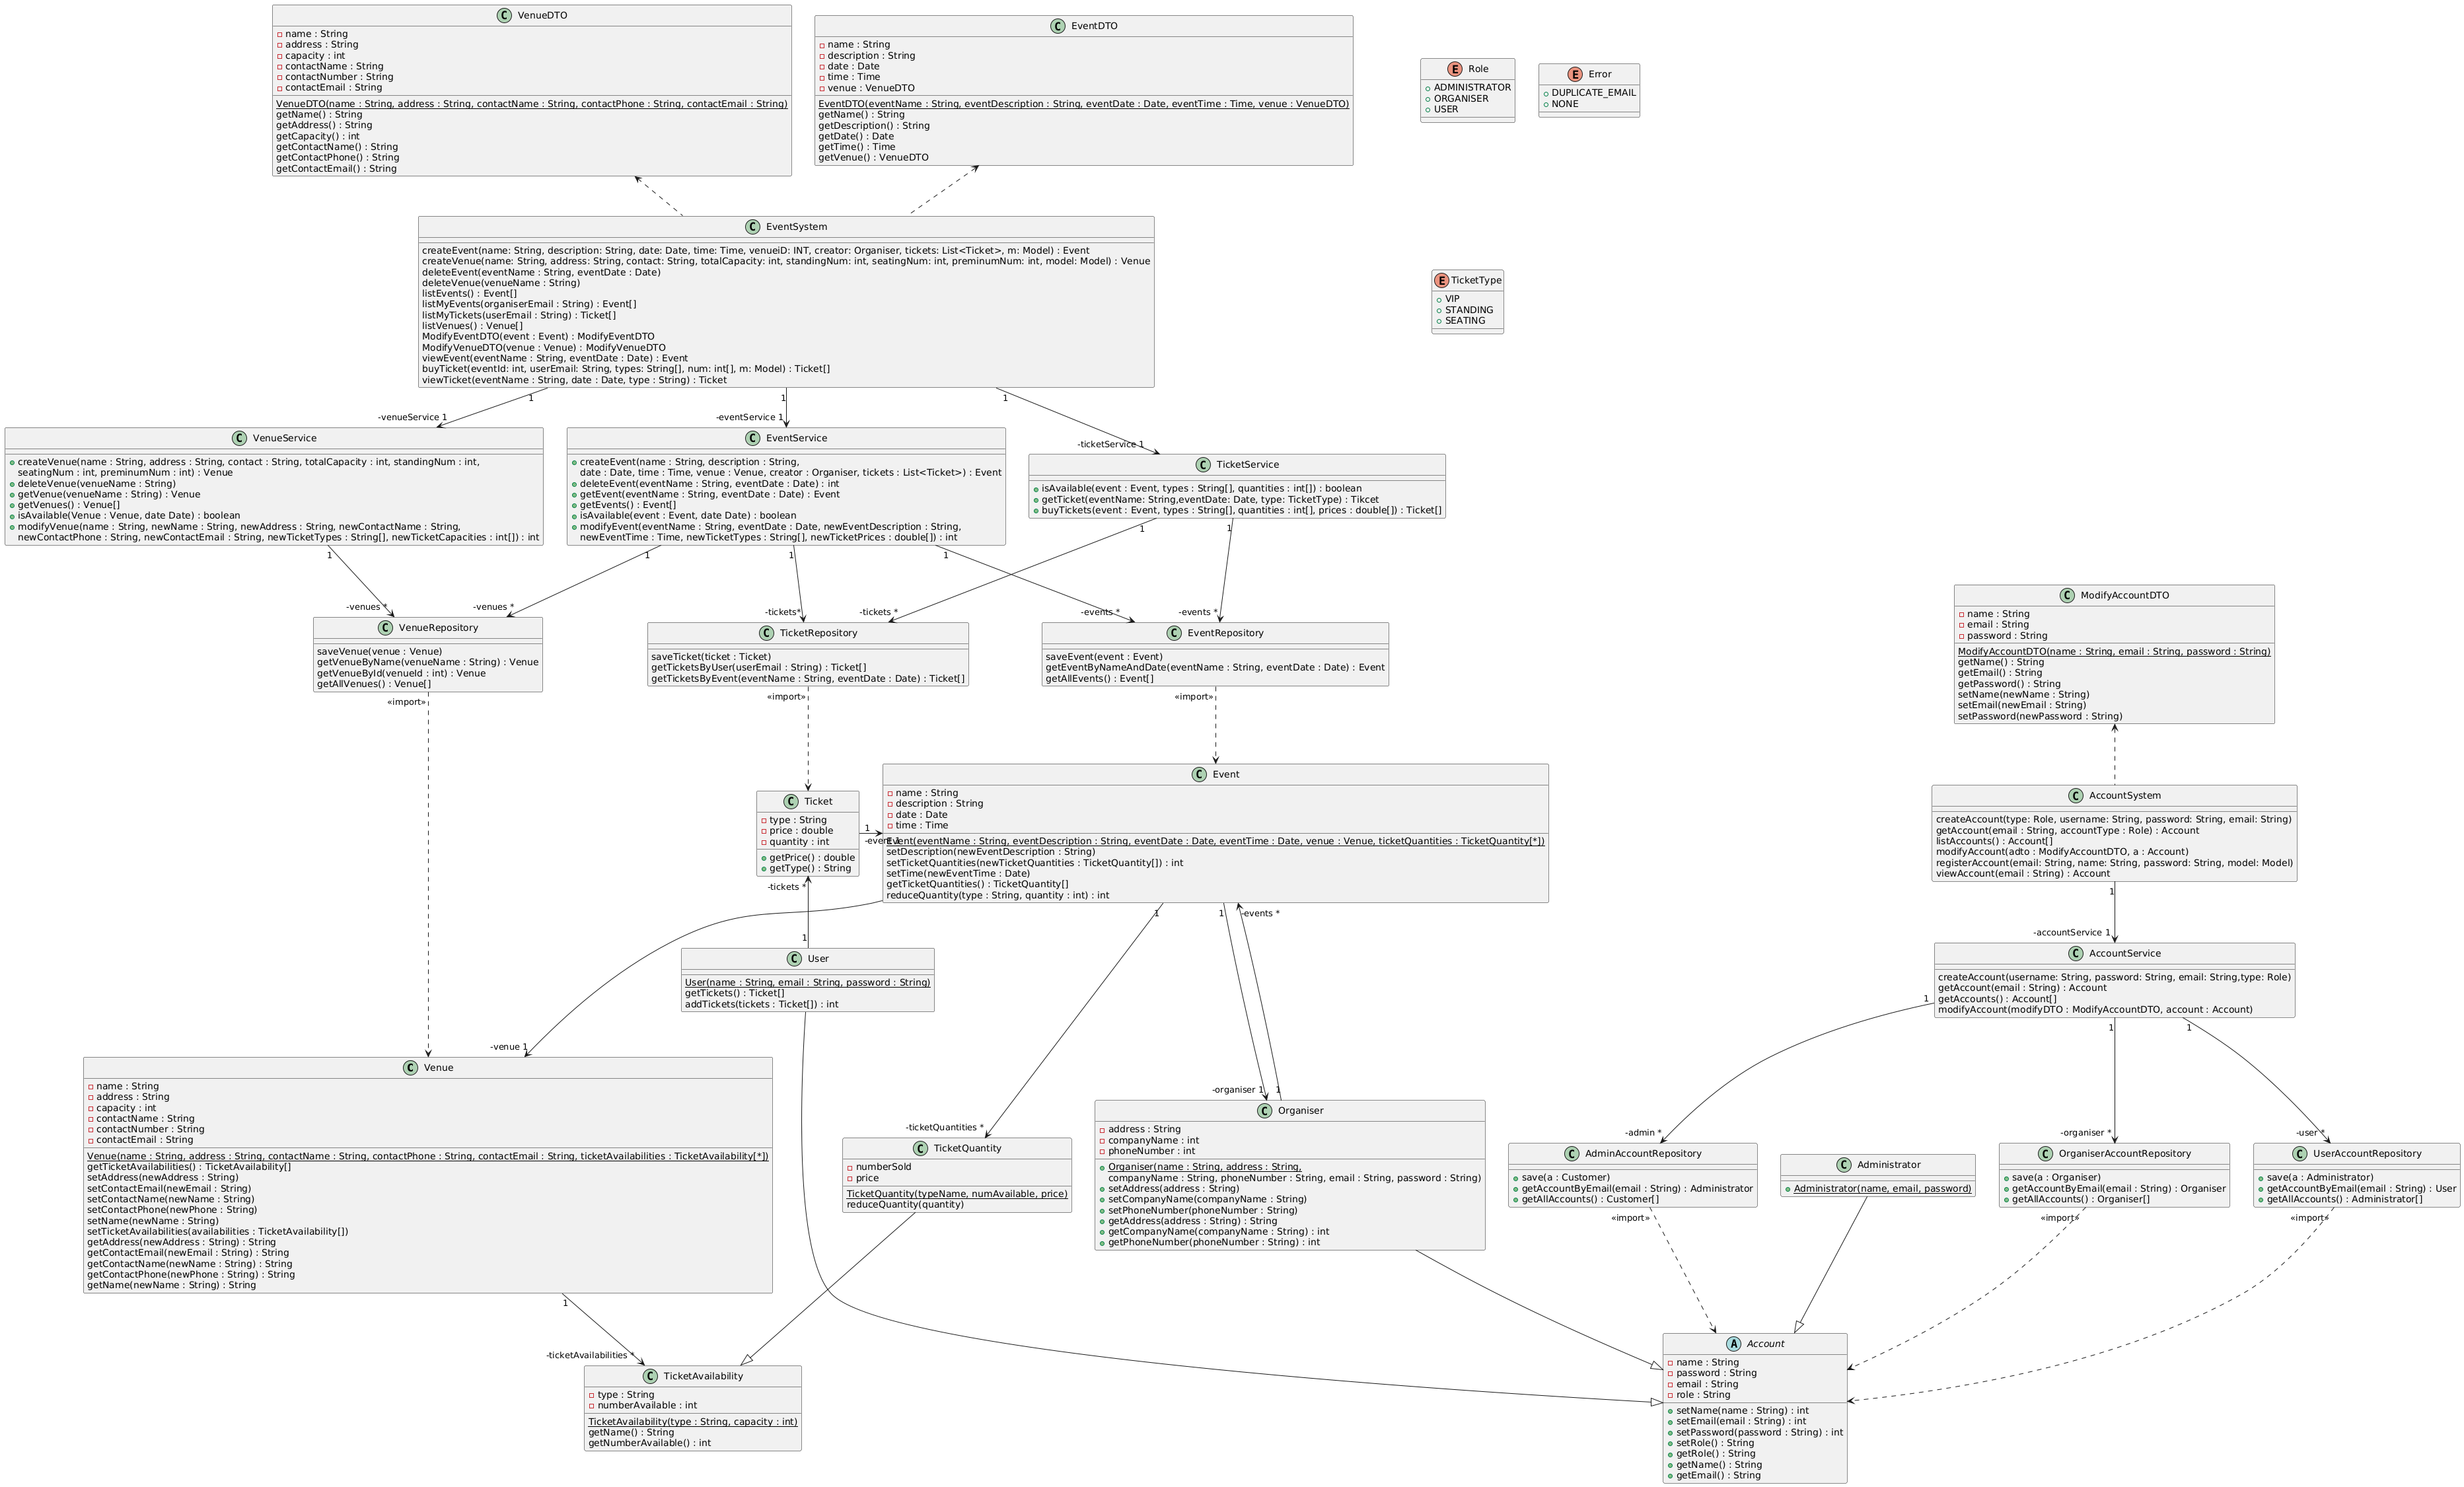 VenueDTO
name : String
address : String
capacity : int
contactName : String
contactNumber : String
contactEmail : String
VenueDTO(name : String, address : String, contactName : String, contactPhone : String, contactEmail : String)
getName() : String
getAddress() : String
getCapacity() : int
getContactName() : String
getContactPhone() : String
getContactEmail() : String
EventDTO
name : String
description : String
date : Date
time : Time
venue : VenueDTO
EventDTO(eventName : String, eventDescription : String, eventDate : Date, eventTime : Time, venue : VenueDTO)
getName() : String
getDescription() : String
getDate() : Date
getTime() : Time
getVenue() : VenueDTO
Role
ADMINISTRATOR
ORGANISER
USER
Error
DUPLICATE_EMAIL
NONE
EventSystem
createEvent(name: String, description: String, date: Date, time: Time, venueiD: INT, creator: Organiser, tickets: List<Ticket>, m: Model) : Event
createVenue(name: String, address: String, contact: String, totalCapacity: int, standingNum: int, seatingNum: int, preminumNum: int, model: Model) : Venue
deleteEvent(eventName : String, eventDate : Date)
deleteVenue(venueName : String)
listEvents() : Event[]
listMyEvents(organiserEmail : String) : Event[]
listMyTickets(userEmail : String) : Ticket[]
listVenues() : Venue[]
ModifyEventDTO(event : Event) : ModifyEventDTO
ModifyVenueDTO(venue : Venue) : ModifyVenueDTO
viewEvent(eventName : String, eventDate : Date) : Event
buyTicket(eventId: int, userEmail: String, types: String[], num: int[], m: Model) : Ticket[]
viewTicket(eventName : String, date : Date, type : String) : Ticket
TicketType
VIP
STANDING
SEATING
1
1
1
-venueService 1
-eventService 1
-ticketService 1
VenueService
createVenue(name : String, address : String, contact : String, totalCapacity : int, standingNum : int,
seatingNum : int, preminumNum : int) : Venue
deleteVenue(venueName : String)
getVenue(venueName : String) : Venue
getVenues() : Venue[]
isAvailable(Venue : Venue, date Date) : boolean
modifyVenue(name : String, newName : String, newAddress : String, newContactName : String,
newContactPhone : String, newContactEmail : String, newTicketTypes : String[], newTicketCapacities : int[]) : int
EventService
createEvent(name : String, description : String,
date : Date, time : Time, venue : Venue, creator : Organiser, tickets : List<Ticket>) : Event
deleteEvent(eventName : String, eventDate : Date) : int
getEvent(eventName : String, eventDate : Date) : Event
getEvents() : Event[]
isAvailable(event : Event, date Date) : boolean
modifyEvent(eventName : String, eventDate : Date, newEventDescription : String,
newEventTime : Time, newTicketTypes : String[], newTicketPrices : double[]) : int
TicketService
isAvailable(event : Event, types : String[], quantities : int[]) : boolean
getTicket(eventName: String,eventDate: Date, type: TicketType) : Tikcet
buyTickets(event : Event, types : String[], quantities : int[], prices : double[]) : Ticket[]
1
1
1
1
1
1
-venues *
-venues *
-tickets*
-tickets *
-events *
-events *
VenueRepository
saveVenue(venue : Venue)
getVenueByName(venueName : String) : Venue
getVenueById(venueId : int) : Venue
getAllVenues() : Venue[]
TicketRepository
saveTicket(ticket : Ticket)
getTicketsByUser(userEmail : String) : Ticket[]
getTicketsByEvent(eventName : String, eventDate : Date) : Ticket[]
EventRepository
saveEvent(event : Event)
getEventByNameAndDate(eventName : String, eventDate : Date) : Event
getAllEvents() : Event[]
«import»
«import»
«import»
ModifyAccountDTO
name : String
email : String
password : String
ModifyAccountDTO(name : String, email : String, password : String)
getName() : String
getEmail() : String
getPassword() : String
setName(newName : String)
setEmail(newEmail : String)
setPassword(newPassword : String)
Ticket
type : String
price : double
quantity : int
getPrice() : double
getType() : String
1
-event 1
Event
name : String
description : String
date : Date
time : Time
Event(eventName : String, eventDescription : String, eventDate : Date, eventTime : Date, venue : Venue, ticketQuantities : TicketQuantity[*])
setDescription(newEventDescription : String)
setTicketQuantities(newTicketQuantities : TicketQuantity[]) : int
setTime(newEventTime : Date)
getTicketQuantities() : TicketQuantity[]
reduceQuantity(type : String, quantity : int) : int
AccountSystem
createAccount(type: Role, username: String, password: String, email: String)
getAccount(email : String, accountType : Role) : Account
listAccounts() : Account[]
modifyAccount(adto : ModifyAccountDTO, a : Account)
registerAccount(email: String, name: String, password: String, model: Model)
viewAccount(email : String) : Account
-tickets *
1
1
1
-events *
1
-accountService 1
User
User(name : String, email : String, password : String)
getTickets() : Ticket[]
addTickets(tickets : Ticket[]) : int
AccountService
createAccount(username: String, password: String, email: String,type: Role)
getAccount(email : String) : Account
getAccounts() : Account[]
modifyAccount(modifyDTO : ModifyAccountDTO, account : Account)
1
1
1
-venue 1
-ticketQuantities *
-organiser 1
1
-admin *
-organiser *
-user *
Venue
name : String
address : String
capacity : int
contactName : String
contactNumber : String
contactEmail : String
Venue(name : String, address : String, contactName : String, contactPhone : String, contactEmail : String, ticketAvailabilities : TicketAvailability[*])
getTicketAvailabilities() : TicketAvailability[]
setAddress(newAddress : String)
setContactEmail(newEmail : String)
setContactName(newName : String)
setContactPhone(newPhone : String)
setName(newName : String)
setTicketAvailabilities(availabilities : TicketAvailability[])
getAddress(newAddress : String) : String
getContactEmail(newEmail : String) : String
getContactName(newName : String) : String
getContactPhone(newPhone : String) : String
getName(newName : String) : String
TicketQuantity
numberSold
price
TicketQuantity(typeName, numAvailable, price)
reduceQuantity(quantity)
Organiser
address : String
companyName : int
phoneNumber : int
Organiser(name : String, address : String,
companyName : String, phoneNumber : String, email : String, password : String)
setAddress(address : String)
setCompanyName(companyName : String)
setPhoneNumber(phoneNumber : String)
getAddress(address : String) : String
getCompanyName(companyName : String) : int
getPhoneNumber(phoneNumber : String) : int
AdminAccountRepository
save(a : Customer)
getAccountByEmail(email : String) : Administrator
getAllAccounts() : Customer[]
Administrator
Administrator(name, email, password)
OrganiserAccountRepository
save(a : Organiser)
getAccountByEmail(email : String) : Organiser
getAllAccounts() : Organiser[]
UserAccountRepository
save(a : Administrator)
getAccountByEmail(email : String) : User
getAllAccounts() : Administrator[]
«import»
«import»
«import»
1
-ticketAvailabilities *
TicketAvailability
type : String
numberAvailable : int
TicketAvailability(type : String, capacity : int)
getName() : String
getNumberAvailable() : int
Account
name : String
password : String
email : String
role : String
setName(name : String) : int
setEmail(email : String) : int
setPassword(password : String) : int
setRole() : String
getRole() : String
getName() : String
getEmail() : String